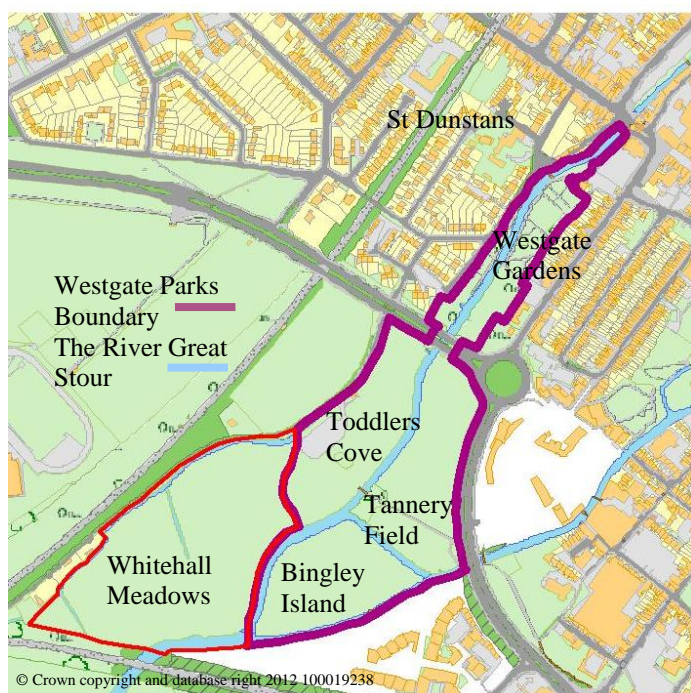 St Dunstans
Westgate
Gardens
Westgate Parks
Boundary
The River Great
Stour
Toddlers
Cove
Tannery
Field
Whitehall
Meadows
Bingley
Island
© Crown copyright and database right 2012 100019238